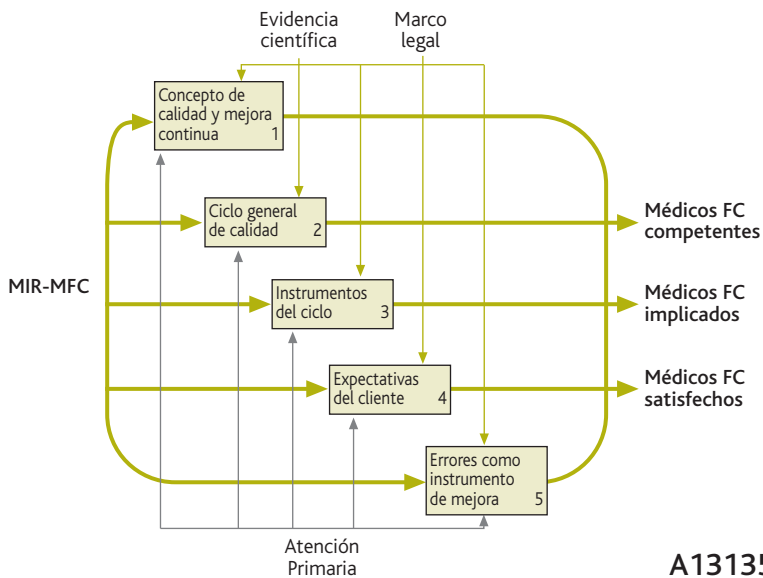 Evidencia
científica
Marco
legal
Concepto de
calidad y mejora
continua 1
Ciclo general
de calidad 2
Médicos FC
competentes
MIR-MFC
Instrumentos
del ciclo 3
Médicos FC
implicados
Expectativas
del cliente 4
Médicos FC
satisfechos
Errores como
instrumento
de mejora 5
Atención
Primaria
A13135